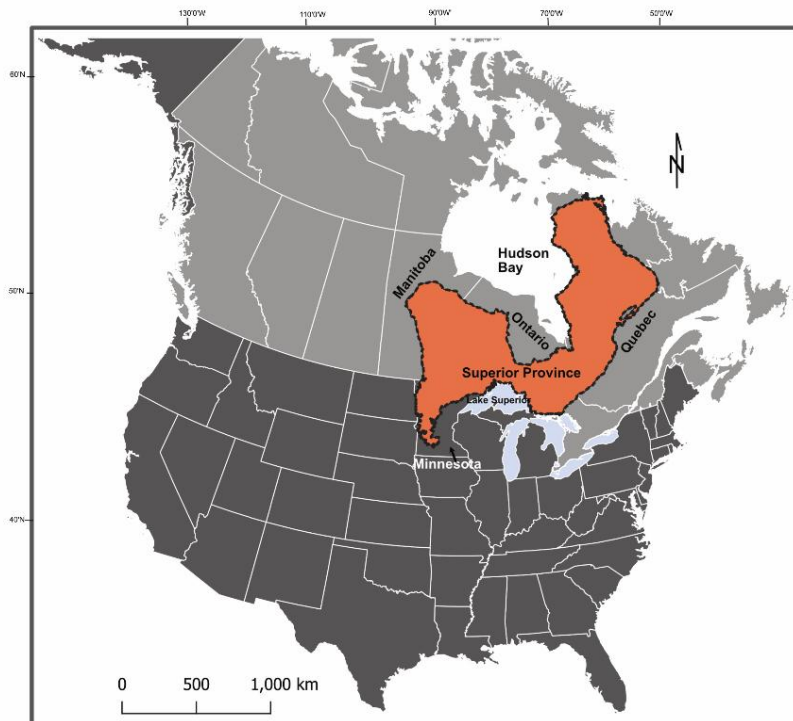 130°0'W 110°0'W 90°0'W 70°0'W 50°0'W
60°N
N
Hudson
Bay
Manitoba
50°N
Ontario
Quebec
Superior Province
Lake Superior
Minnesota
40°N
0 500 1,000 km